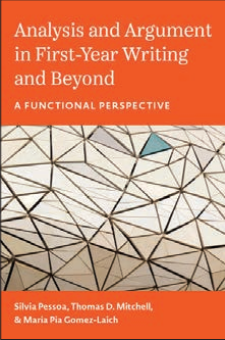 Analysis and Argument
in First-Year Writing
and Beyond
A FUNCTIONAL PERSPECTIVE
Silvia Pessoa, Thomas D. Mitchell,
& Maria Pia Gomez-Laich